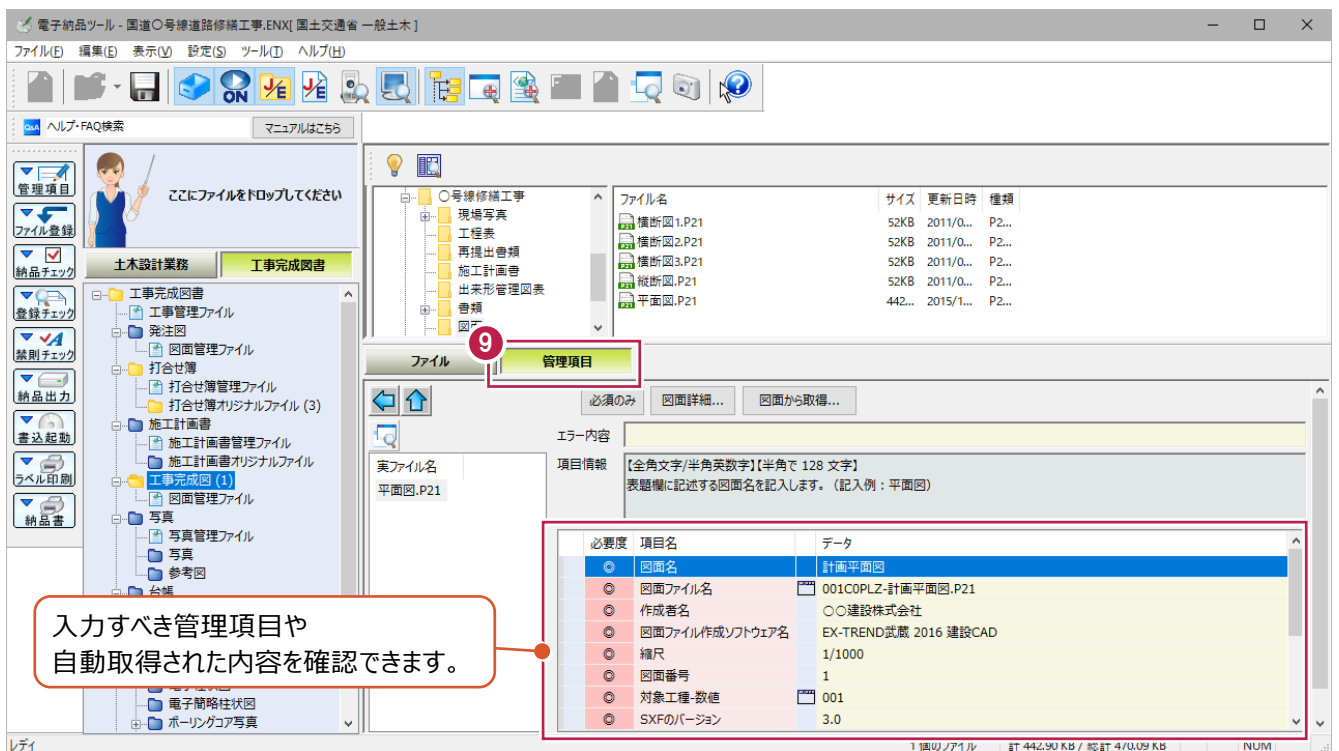 電子納品ツール - 国道〇号線道路修繕工事.ENX[ 国土交通省 一般土木 ]
ファイル(F) 編集(E) 表示(V) 設定(S) ツール(T) ヘルプ(H)
ON J/E J/E
Q&A ヘルプ・FAQ検索 マニュアルはこちら
管理項目
ファイル登録
納品チェック
登録チェック
禁則チェック
納品出力
書込起動
ラベル印刷
納品書
ここにファイルをドロップしてください
土木設計業務 工事完成図書
工事完成図書
工事管理ファイル
発注図
図面管理ファイル
打合せ簿
打合せ簿管理ファイル
打合せ簿オリジナルファイル (3)
施工計画書
施工計画書管理ファイル
施工計画書オリジナルファイル
工事完成図 (1)
図面管理ファイル
写真
写真管理ファイル
写真
参考図
台帳
電子簡略柱状図
ボーリングコア写真
〇号線修繕工事
現場写真
工程表
再提出書類
施工計画書
出来形管理図表
書類
ファイル名 サイズ 更新日時 種類
横断図1.P21 52KB 2011/0... P2...
横断図2.P21 52KB 2011/0... P2...
横断図3.P21 52KB 2011/0... P2...
縦断図.P21 52KB 2011/0... P2...
平面図.P21 442... 2015/1... P2...
9
ファイル 管理項目
必須のみ 図面詳細... 図面から取得...
エラー内容
項目情報 【全角文字/半角英数字】【半角で 128 文字】
表題欄に記述する図面名を記入します。（記入例：平面図）
実ファイル名
平面図.P21
必要度 項目名 データ
◎ 図面名 計画平面図
◎ 図面ファイル名 001C0PLZ-計画平面図.P21
◎ 作成者名 〇〇建設株式会社
◎ 図面ファイル作成ソフトウェア名 EX-TREND武蔵 2016 建設CAD
◎ 縮尺 1/1000
◎ 図面番号 1
◎ 対象工種-数値 001
◎ SXFのバージョン 3.0
入力すべき管理項目や
自動取得された内容を確認できます。
レディ 1 個のファイル 計 442.90 KB / 総計 470.09 KB NUM